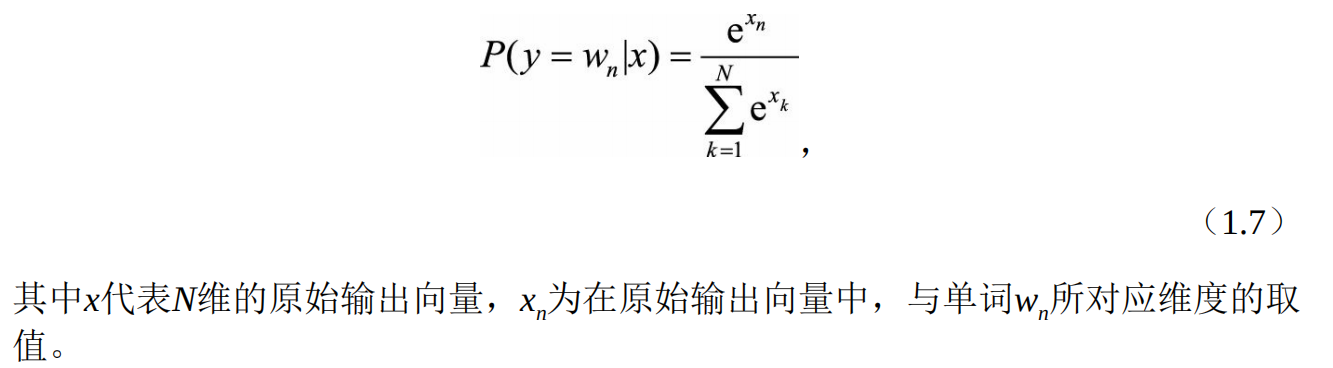 P(y = wₙ|x) = e^{xₙ} / ∑_{k=1}^{N} e^{xₖ} ，
（1.7）
其中x代表N维的原始输出向量，xₙ为在原始输出向量中，与单词wₙ所对应维度的取
值。